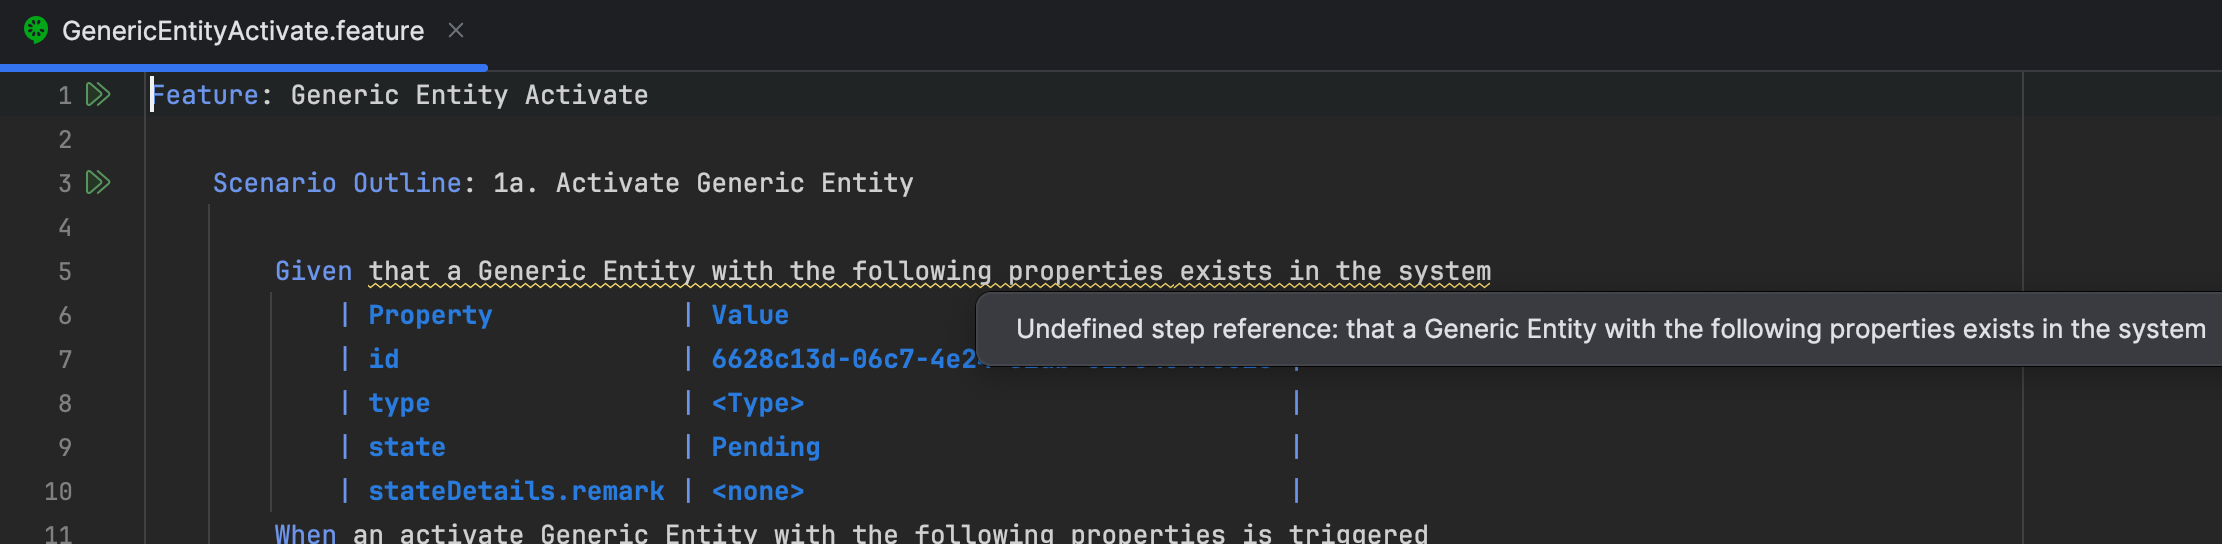 GenericEntityActivate.feature
1 Feature: Generic Entity Activate
2
3 Scenario Outline: 1a. Activate Generic Entity
4
5 Given that a Generic Entity with the following properties exists in the system
6 | Property | Value
Undefined step reference: that a Generic Entity with the following properties exists in the system
7 | id | 6628c13d-06c7-4e2
8 | type | <Type> |
9 | state | Pending |
10 | stateDetails.remark | <none> |
11 When an activate Generic Entity with the following properties is triggered